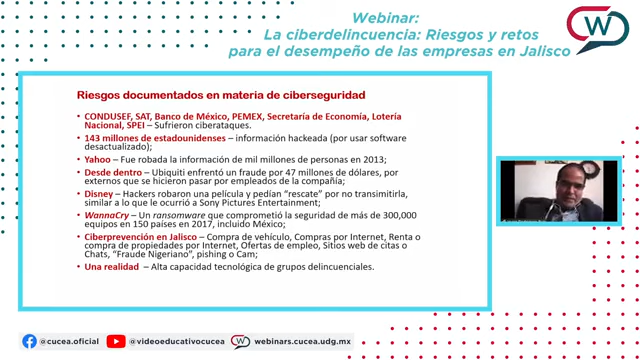 Webinar:
La ciberdelincuencia: Riesgos y retos
para el desempeño de las empresas en Jalisco
Riesgos documentados en materia de ciberseguridad
• CONDUSEF, SAT, Banco de México, PEMEX, Secretaría de Economía, Lotería
Nacional, SPEI – Sufrieron ciberataques.
• 143 millones de estadounidenses – información hackeada (por usar software
desactualizado);
• Yahoo – Fue robada la información de mil millones de personas en 2013;
• Desde dentro – Ubiquiti enfrentó un fraude por 47 millones de dólares, por
externos que se hicieron pasar por empleados de la compañía;
• Disney – Hackers robaron una película y pedían "rescate" por no transmitirla,
similar a lo que le ocurrió a Sony Pictures Entertainment;
• WannaCry – Un ransomware que comprometió la seguridad de más de 300,000
equipos en 150 países en 2017, incluido México;
• Ciberprevención en Jalisco – Compra de vehículo, Compras por Internet, Renta o
compra de propiedades por Internet, Ofertas de empleo, Sitios web de citas o
Chats, "Fraude Nigeriano", pishing o Cam;
• Una realidad – Alta capacidad tecnológica de grupos delincuenciales.
@cucea.oficial
@videoeducativocucea
webinars.cucea.udg.mx